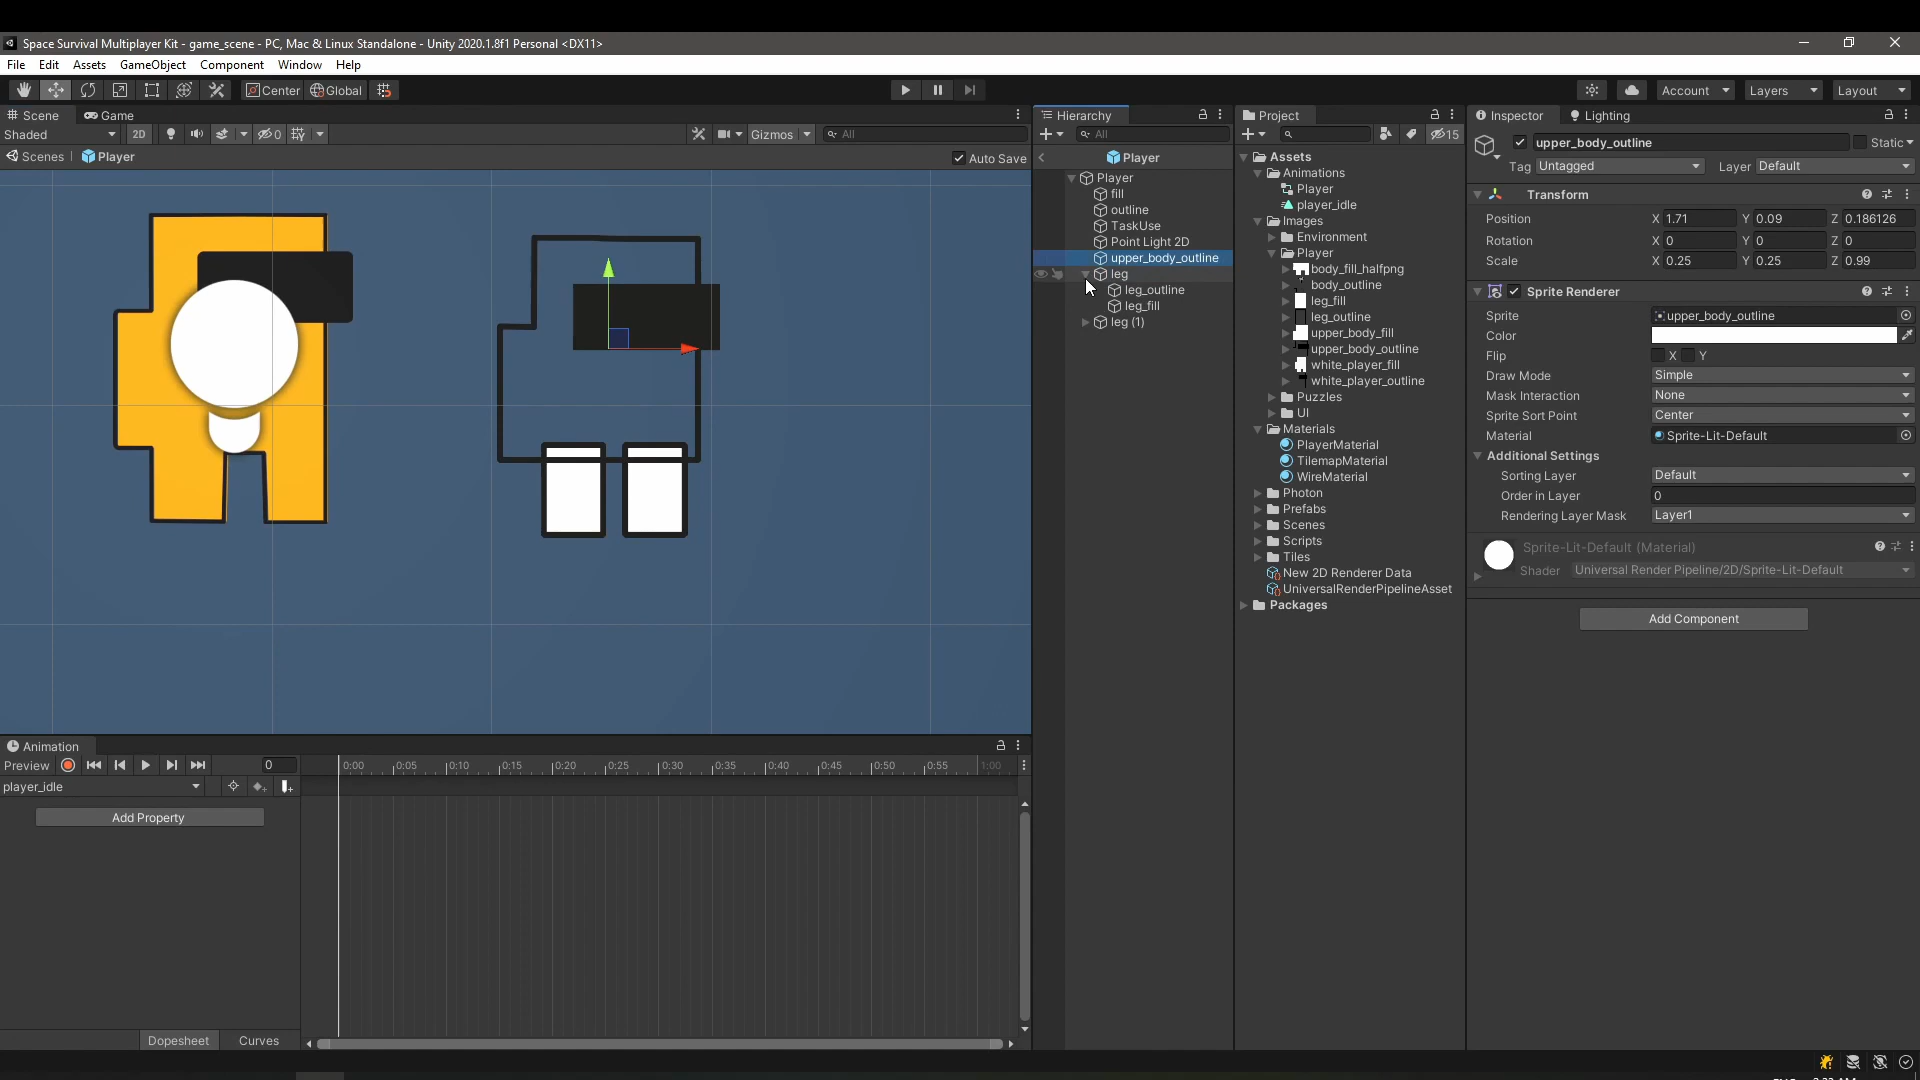 Space Survival Multiplayer Kit - game_scene - PC, Mac & Linux Standalone - Unity 2020.1.8f1 Personal <DX11>
File Edit Assets GameObject Component Window Help
Center Global Account Layers Layout
Scene Game
Shaded 2D 0 Gizmos All
Scenes Player Auto Save
Hierarchy
All
Player
Player
fill
outline
TaskUse
Point Light 2D
upper_body_outline
leg
leg_outline
leg_fill
leg (1)
Project
15
Assets
Animations
Player
player_idle
Images
Environment
Player
body_fill_halfpng
body_outline
leg_fill
leg_outline
upper_body_fill
upper_body_outline
white_player_fill
white_player_outline
Puzzles
UI
Materials
PlayerMaterial
TilemapMaterial
WireMaterial
Photon
Prefabs
Scenes
Scripts
Tiles
New 2D Renderer Data
UniversalRenderPipelineAsset
Packages
Inspector Lighting
upper_body_outline Static
Tag Untagged Layer Default
Transform
Position X 1.71 Y 0.09 Z 0.186126
Rotation X 0 Y 0 Z 0
Scale X 0.25 Y 0.25 Z 0.99
Sprite Renderer
Sprite upper_body_outline
Color
Flip X Y
Draw Mode Simple
Mask Interaction None
Sprite Sort Point Center
Material Sprite-Lit-Default
Additional Settings
Sorting Layer Default
Order in Layer 0
Rendering Layer Mask Layer1
Sprite-Lit-Default (Material)
Shader Universal Render Pipeline/2D/Sprite-Lit-Default
Add Component
Animation
Preview 0 0:00 0:05 0:10 0:15 0:20 0:25 0:30 0:35 0:40 0:45 0:50 0:55 1:00
player_idle
Add Property
Dopesheet Curves